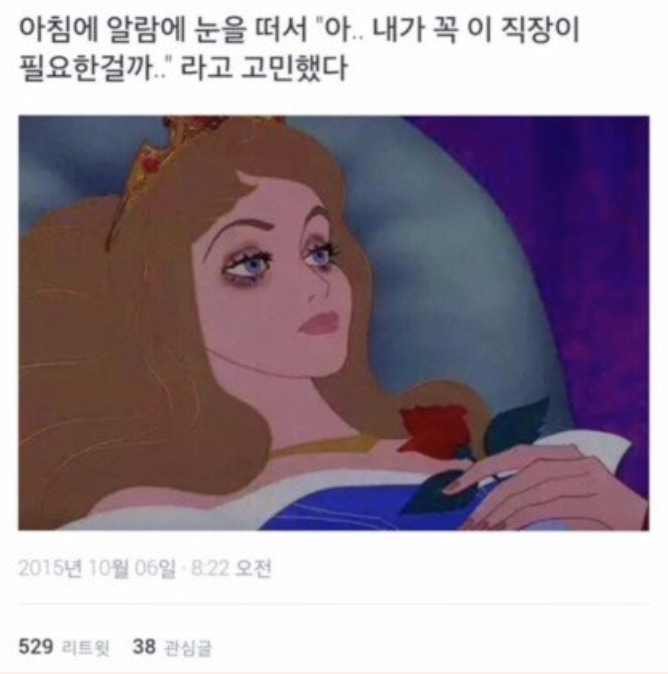 아침에 알람에 눈을 떠서 "아.. 내가 꼭 이 직장이
필요한걸까.." 라고 고민했다
2015년 10월 06일 · 8:22 오전
529 리트윗 38 관심글